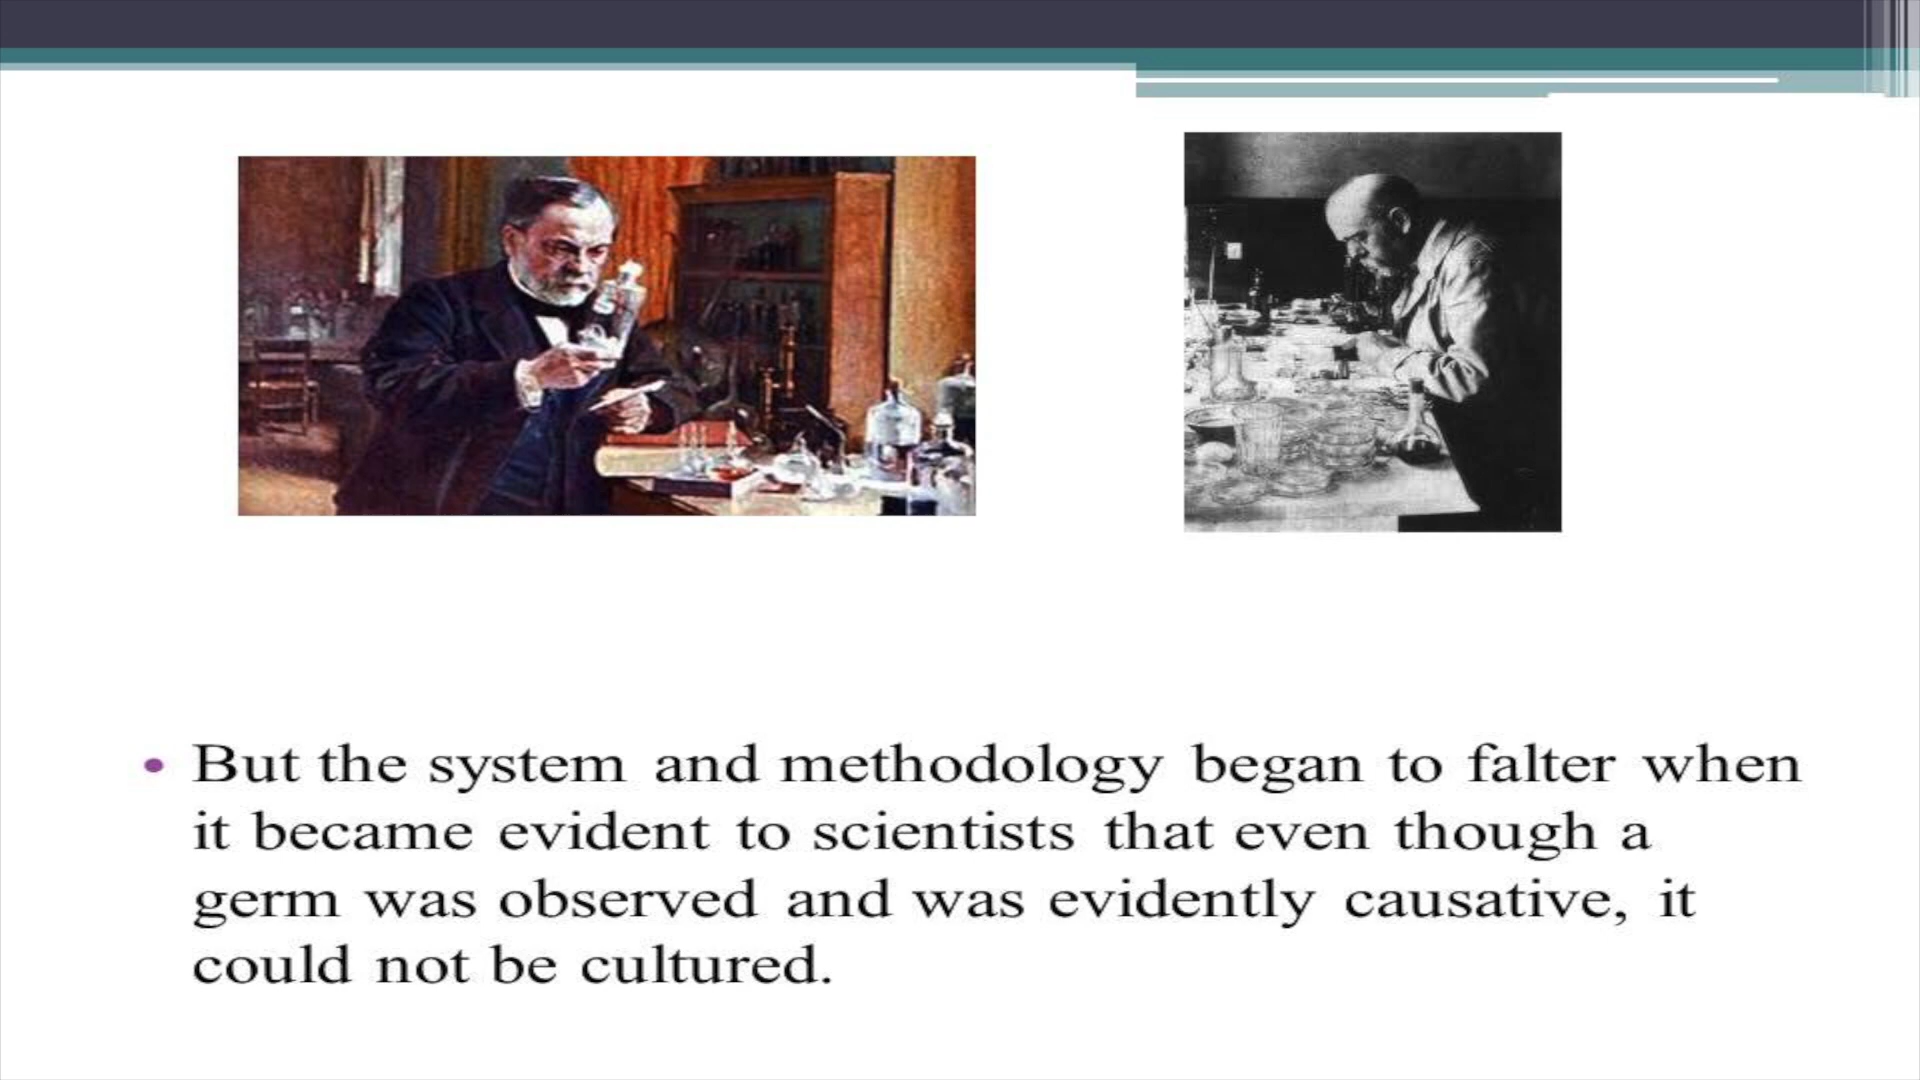 • But the system and methodology began to falter when
it became evident to scientists that even though a
germ was observed and was evidently causative, it
could not be cultured.